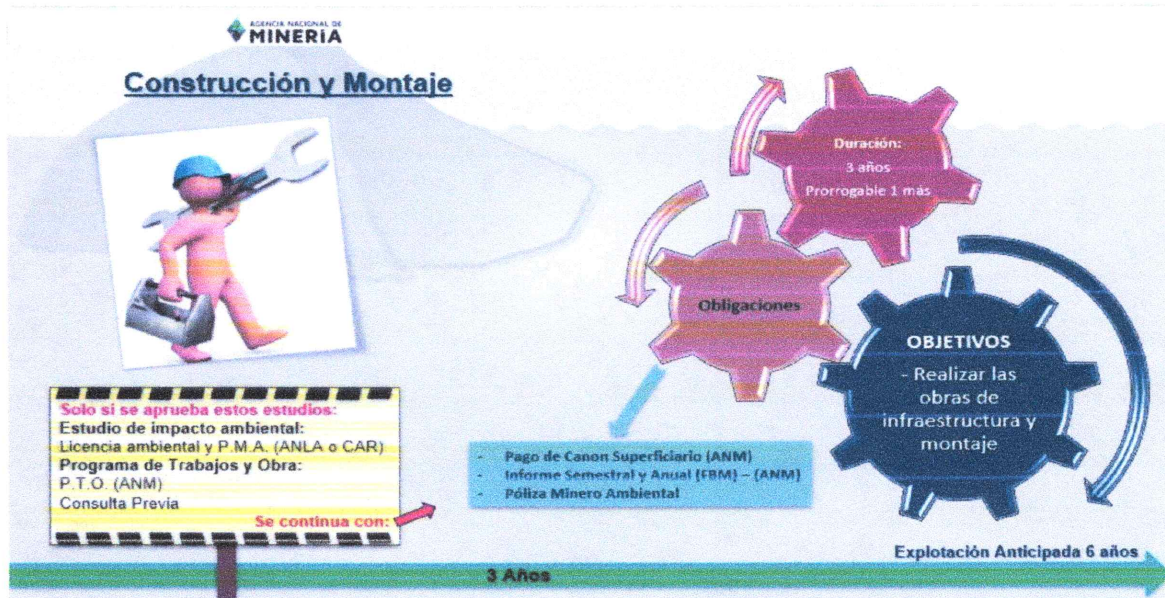 AGENCIA NACIONAL DE
MINERÍA
Construcción y Montaje
Duración:
3 años
Prorrogable 1 más
Obligaciones
OBJETIVOS
- Realizar las
obras de
infraestructura y
montaje
Solo si se aprueba estos estudios:
Estudio de impacto ambiental:
Licencia ambiental y P.M.A. (ANLA o CAR)
Programa de Trabajos y Obra:
P.T.O. (ANM)
Consulta Previa
Se continua con:
- Pago de Canon Superficiario (ANM)
- Informe Semestral y Anual (FBM) – (ANM)
- Póliza Minero Ambiental
Explotación Anticipada 6 años
3 Años